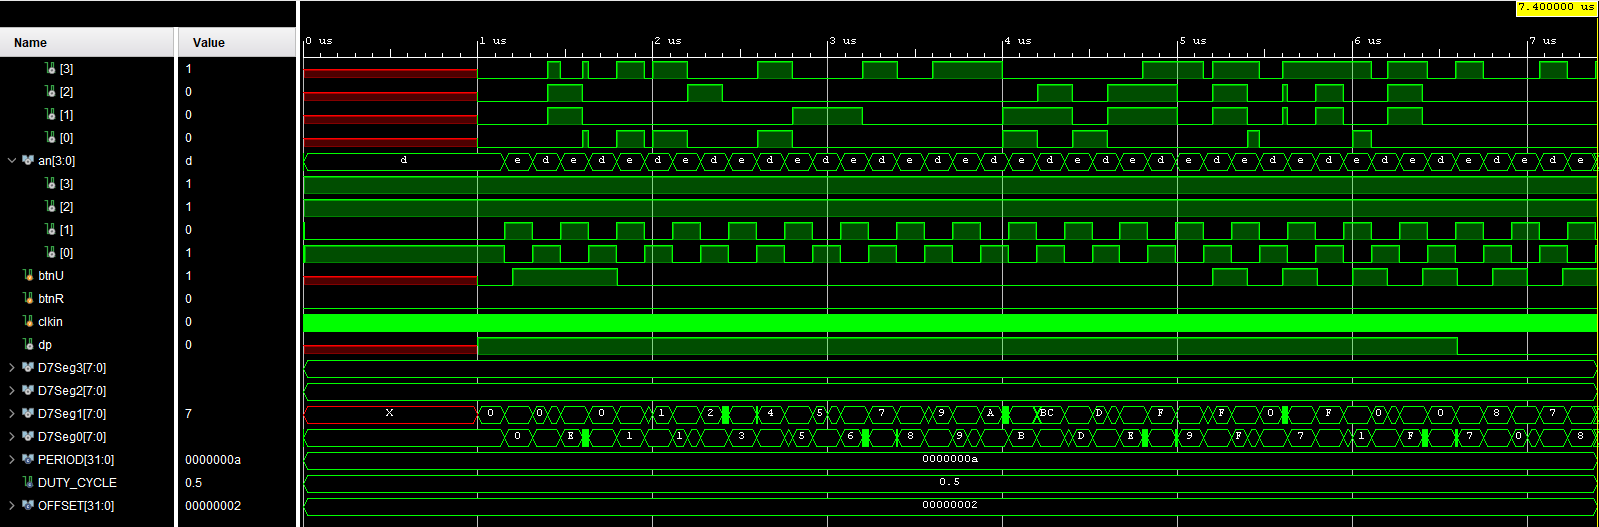 7.400000 us
Name Value
0 us 1 us 2 us 3 us 4 us 5 us 6 us 7 us
[3] 1
[2] 0
[1] 0
[0] 0
an[3:0] d d e d e d e d e d e d e d e d e d e d e d e d e d e d e d e d e d e d e d e d e d e
[3] 1
[2] 1
[1] 0
[0] 1
btnU 1
btnR 0
clkin 0
dp 0
D7Seg3[7:0]
D7Seg2[7:0]
D7Seg1[7:0] 7 X 0 0 0 1 2 4 5 7 9 A BC D F F 0 F 0 0 8 7
D7Seg0[7:0] 0 E 1 1 3 5 6 8 9 B D E 9 F 7 1 F 7 0 8
PERIOD[31:0] 0000000a 0000000a
DUTY_CYCLE 0.5 0.5
OFFSET[31:0] 00000002 00000002